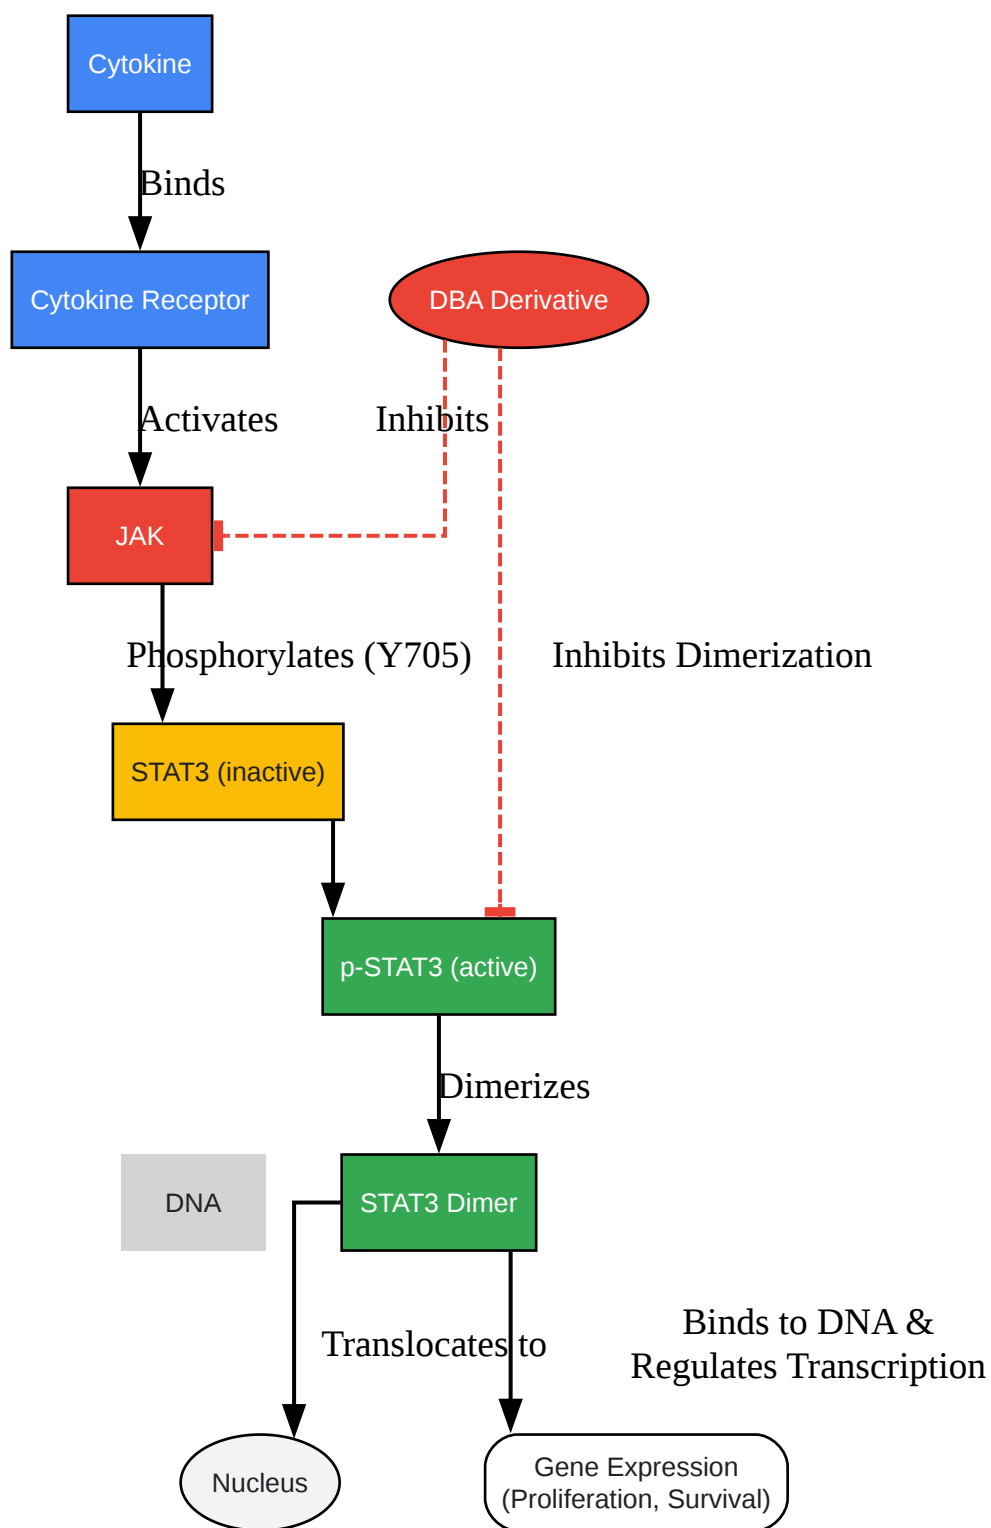 Cytokine
Binds
Cytokine Receptor
DBA Derivative
Activates
Inhibits
JAK
Phosphorylates (Y705)
Inhibits Dimerization
STAT3 (inactive)
p-STAT3 (active)
Dimerizes
DNA
STAT3 Dimer
Translocates to
Binds to DNA &
Regulates Transcription
Nucleus
Gene Expression
(Proliferation, Survival)